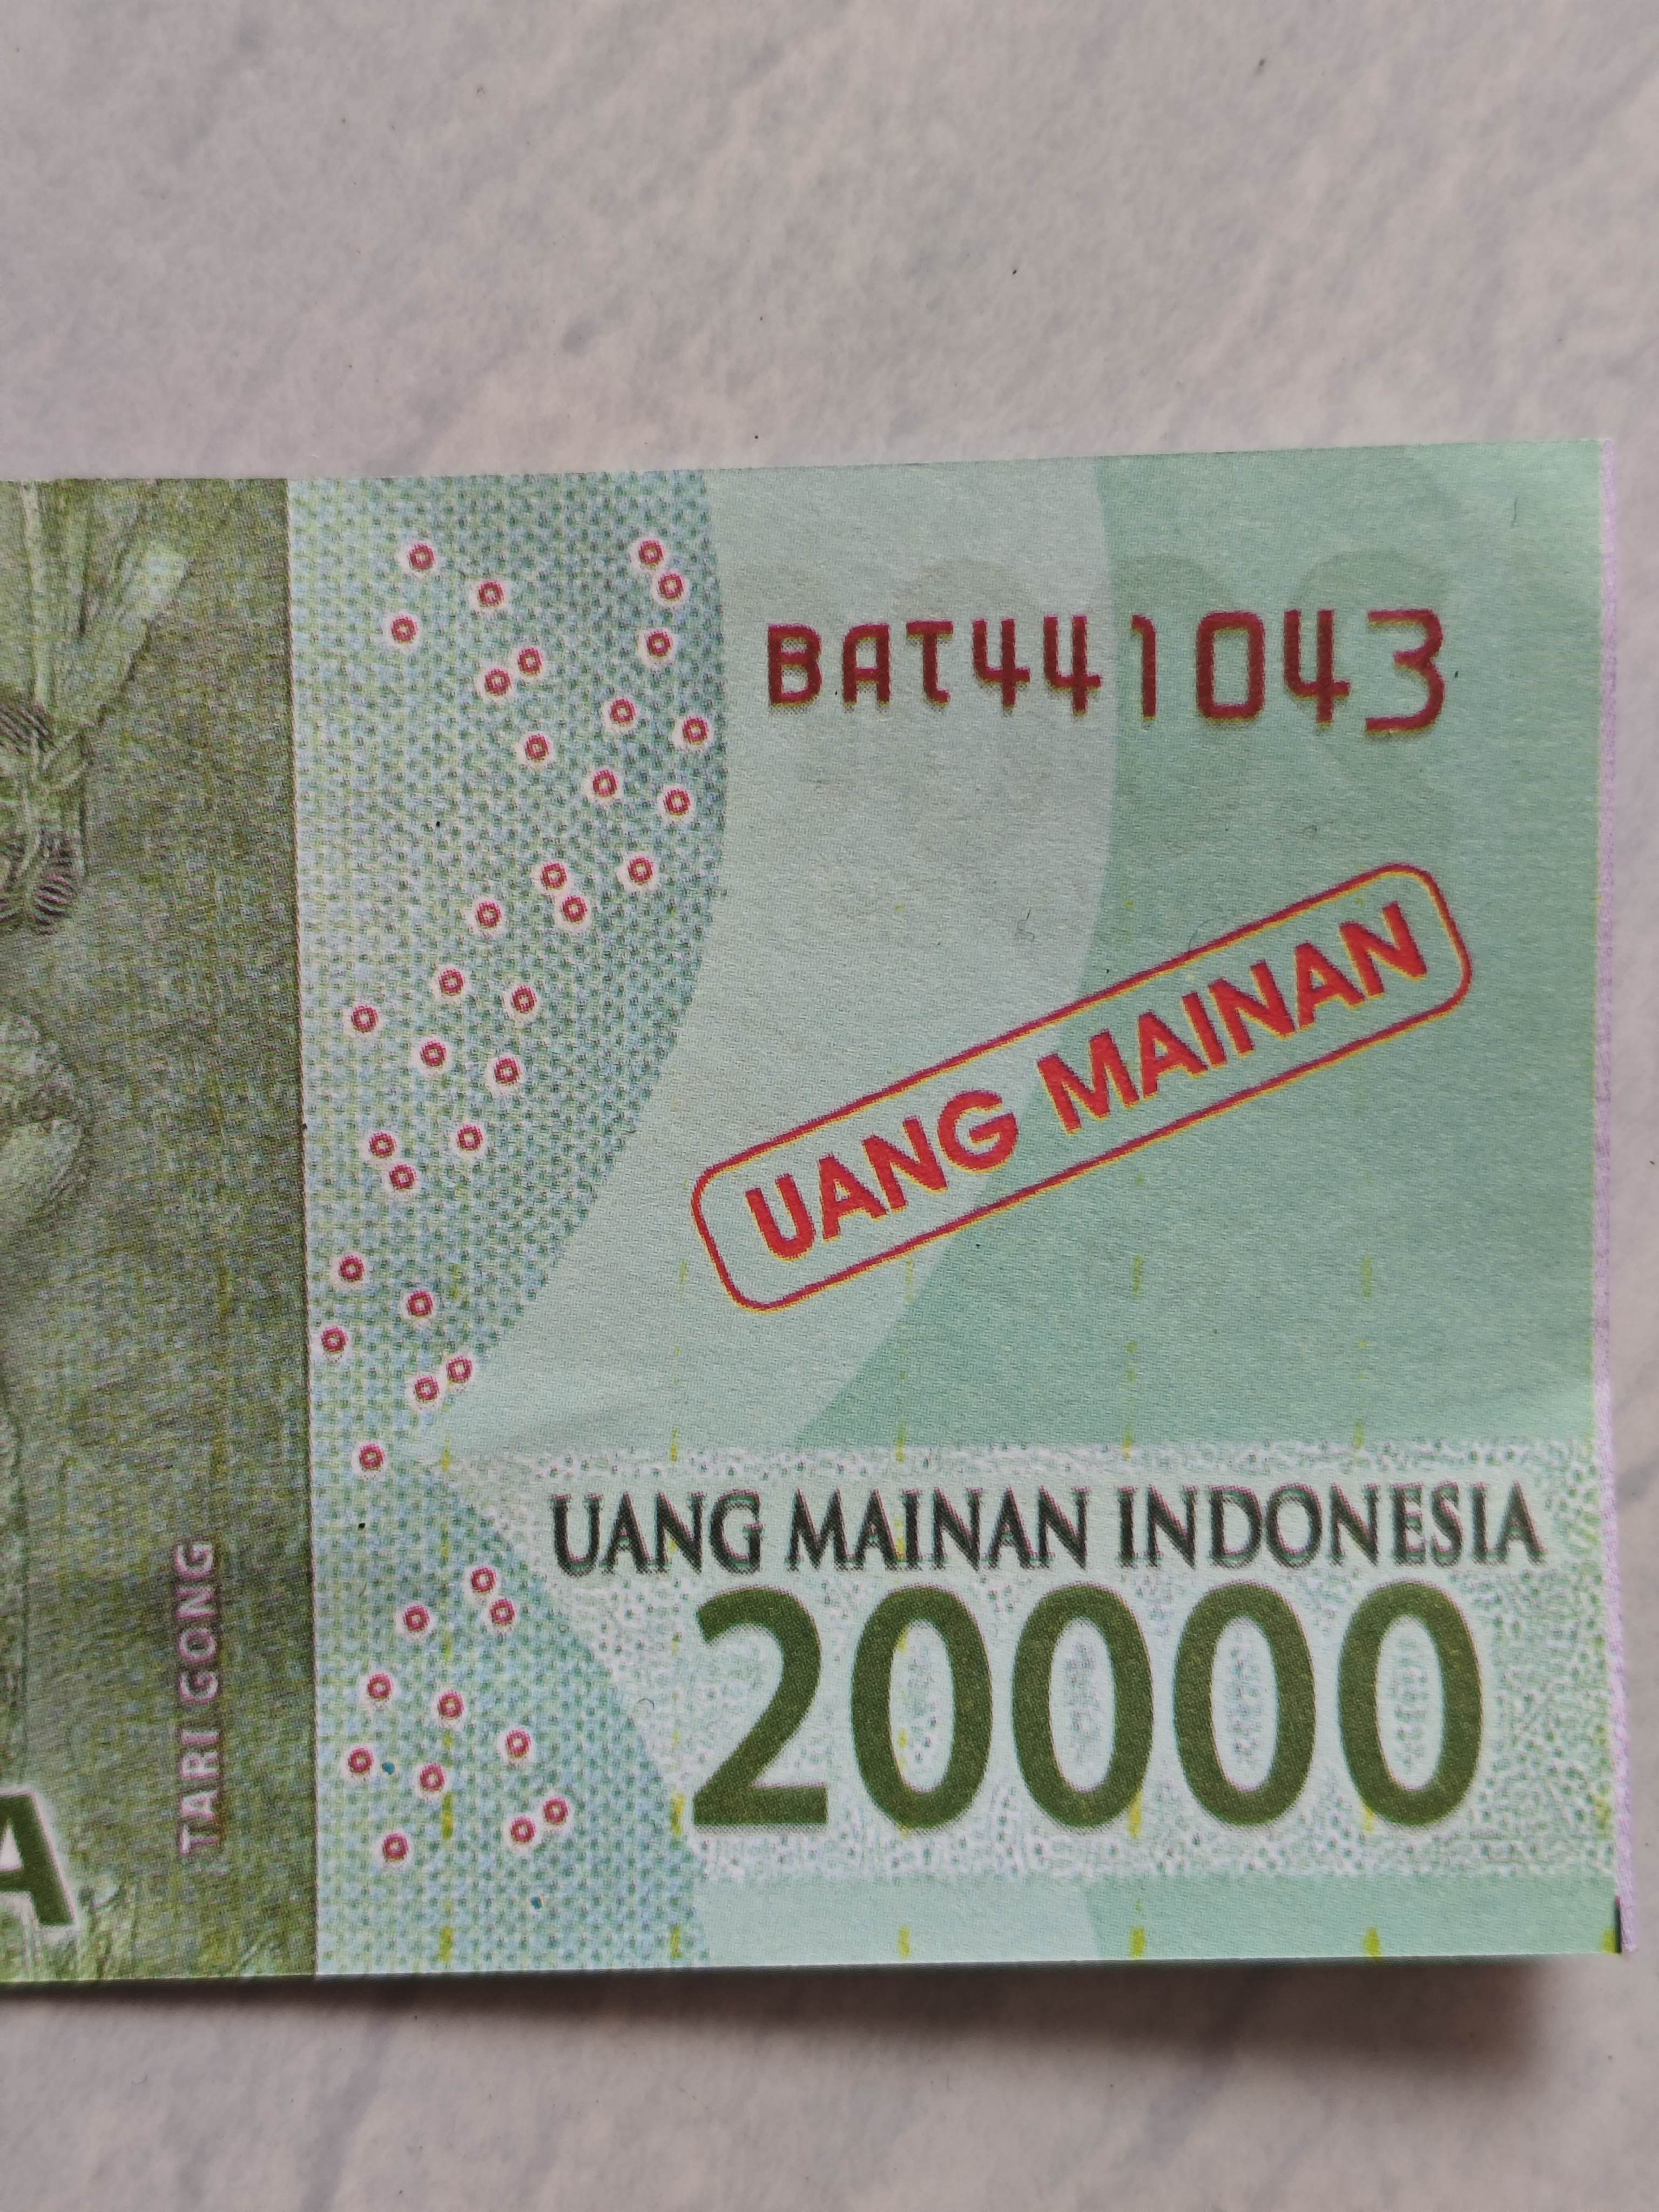 BAT441043
UANG MAINAN
UANG MAINAN INDONESIA
20000
TARI GONG
A